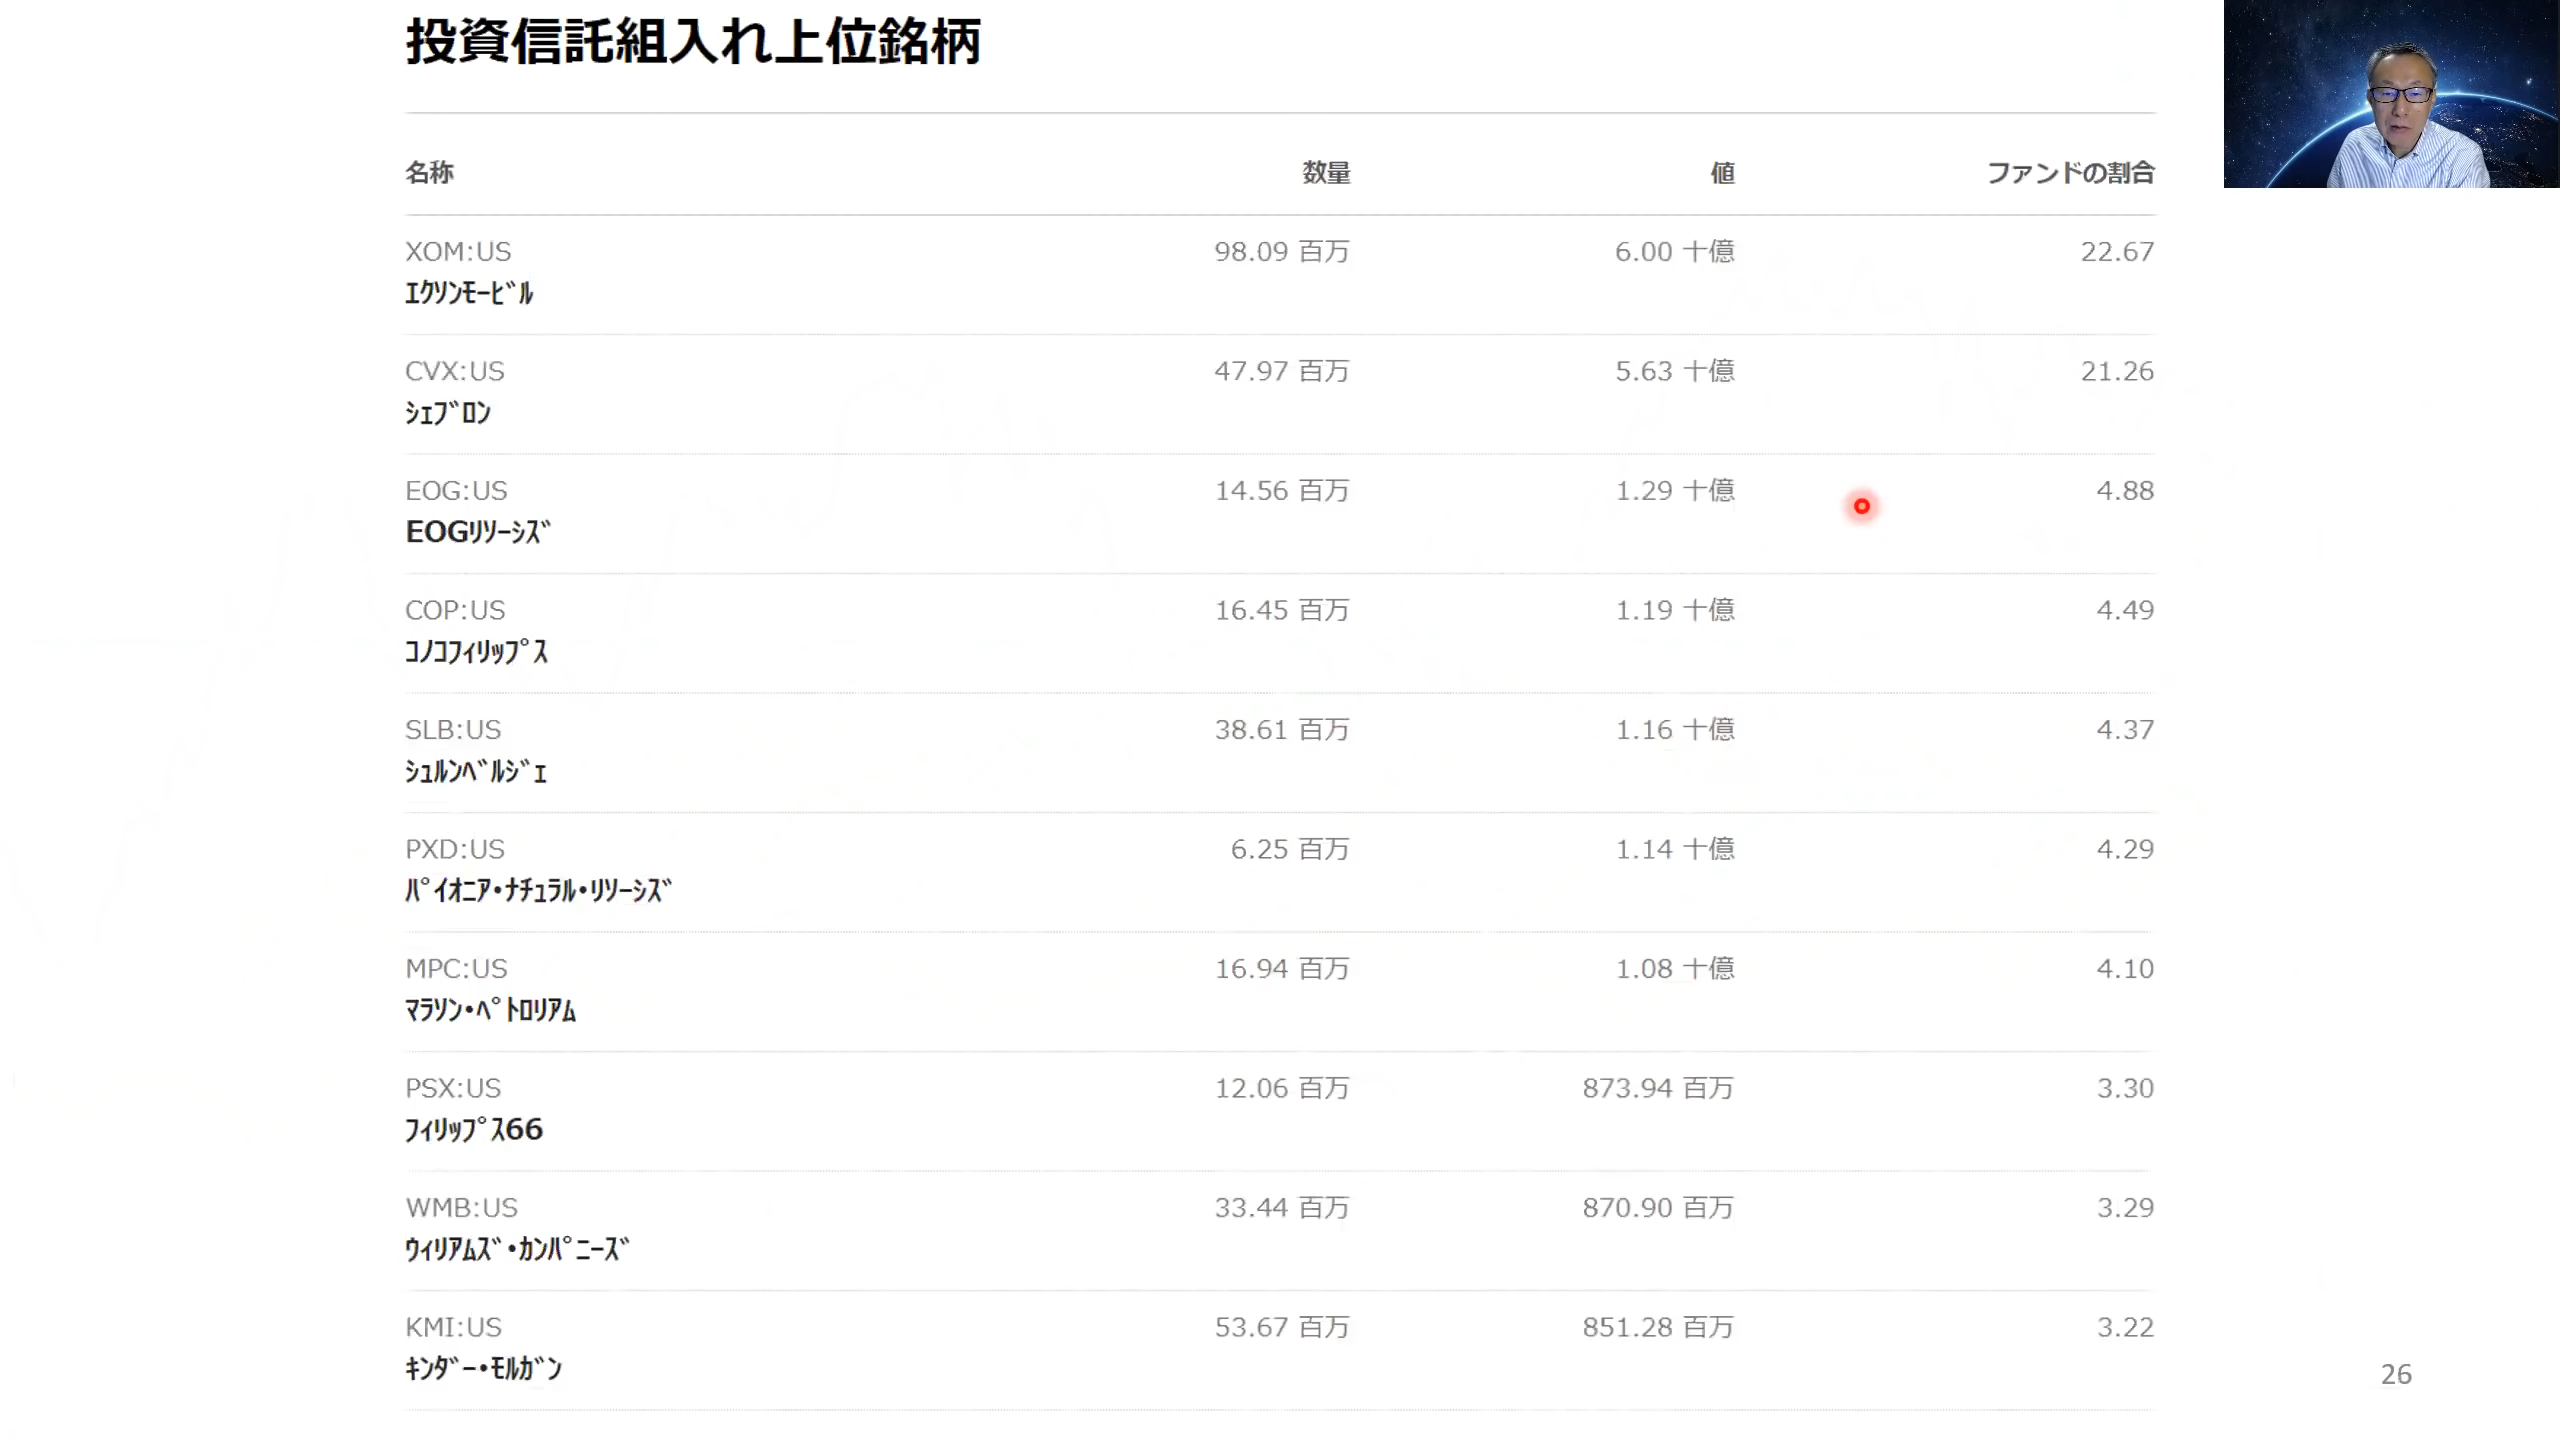 投資信託組入れ上位銘柄
名称 数量 値 ファンドの割合
XOM:US 98.09 百万 6.00 十億 22.67
ｴｸｿﾝﾓｰﾋﾞﾙ
CVX:US 47.97 百万 5.63 十億 21.26
ｼｪﾌﾞﾛﾝ
EOG:US 14.56 百万 1.29 十億 4.88
EOGﾘｿｰｼｽﾞ
COP:US 16.45 百万 1.19 十億 4.49
ｺﾉｺﾌｨﾘｯﾌﾟｽ
SLB:US 38.61 百万 1.16 十億 4.37
ｼｭﾙﾝﾍﾞﾙｼﾞｪ
PXD:US 6.25 百万 1.14 十億 4.29
ﾊﾟｲｵﾆｱ･ﾅﾁｭﾗﾙ･ﾘｿｰｼｽﾞ
MPC:US 16.94 百万 1.08 十億 4.10
ﾏﾗｿﾝ･ﾍﾟﾄﾛﾘｱﾑ
PSX:US 12.06 百万 873.94 百万 3.30
ﾌｨﾘｯﾌﾟｽ66
WMB:US 33.44 百万 870.90 百万 3.29
ｳｨﾘｱﾑｽﾞ･ｶﾝﾊﾟﾆｰｽﾞ
KMI:US 53.67 百万 851.28 百万 3.22
ｷﾝﾀﾞｰ･ﾓﾙｶﾞﾝ
26